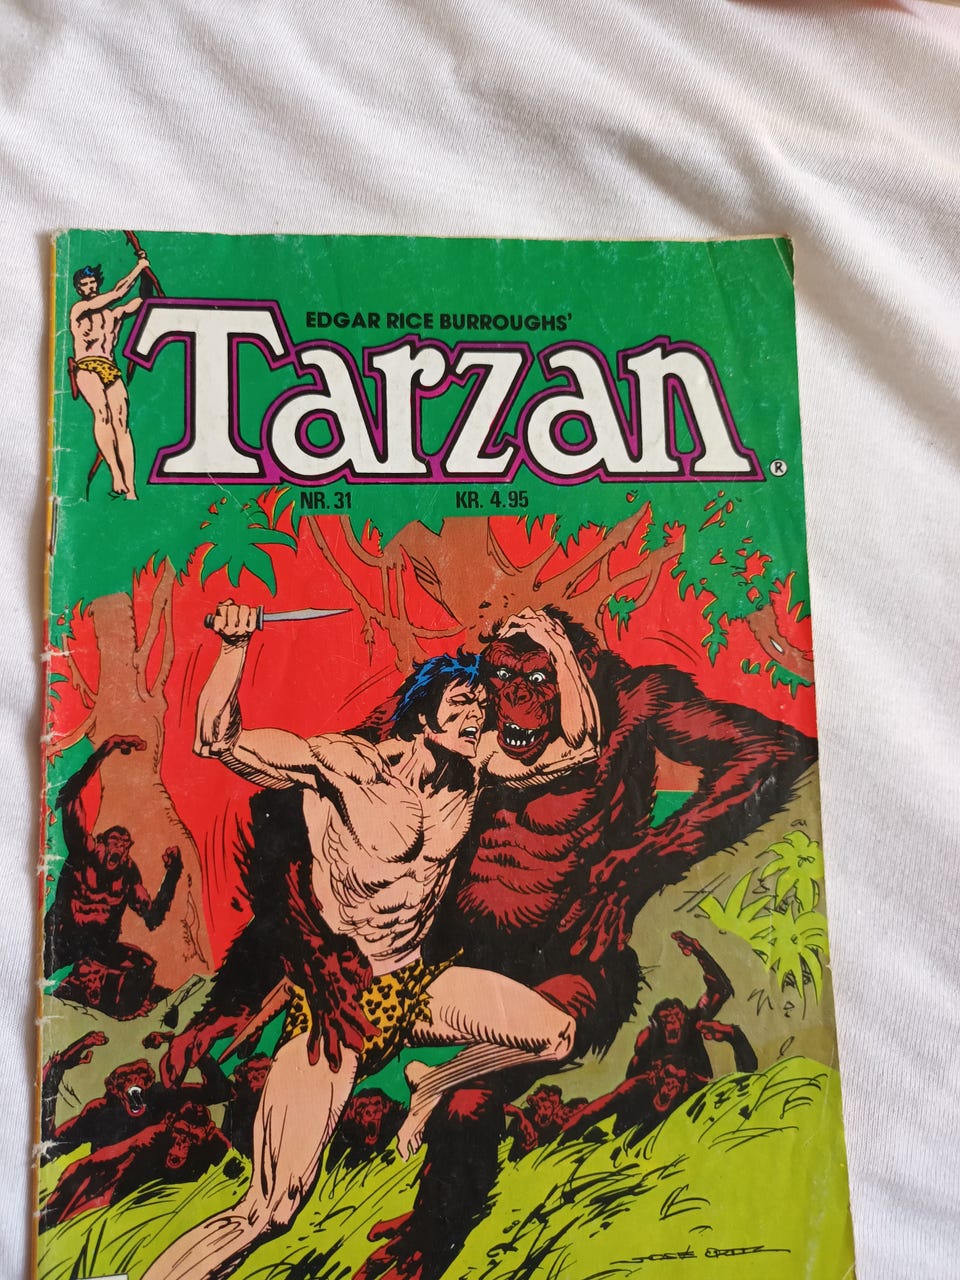 EDGAR RICE BURROUGHS'
Tarzan ®
NR. 31 KR. 4.95